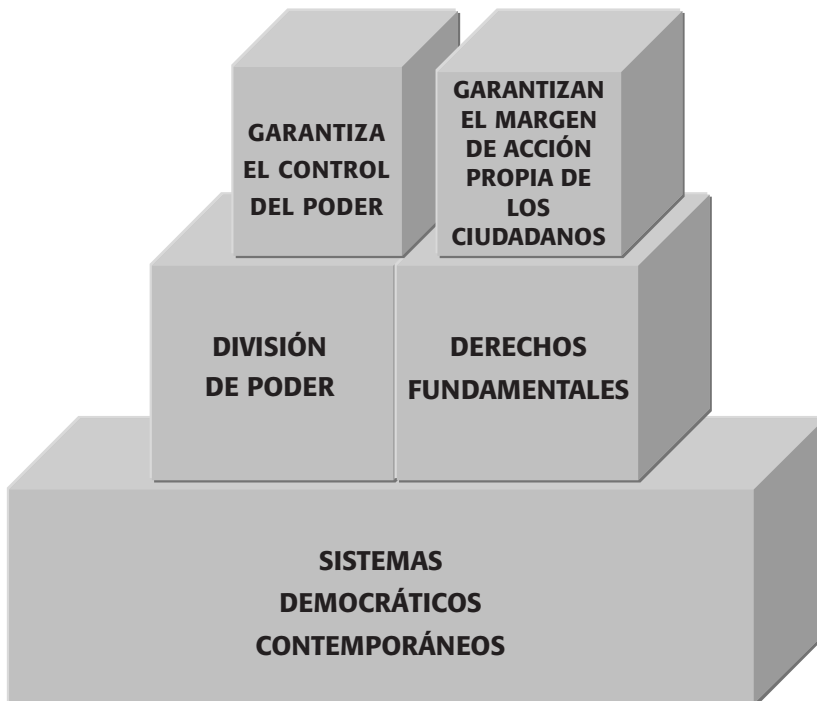 GARANTIZA
EL CONTROL
DEL PODER
GARANTIZAN
EL MARGEN
DE ACCIÓN
PROPIA DE
LOS
CIUDADANOS
DIVISIÓN
DE PODER
DERECHOS
FUNDAMENTALES
SISTEMAS
DEMOCRÁTICOS
CONTEMPORÁNEOS